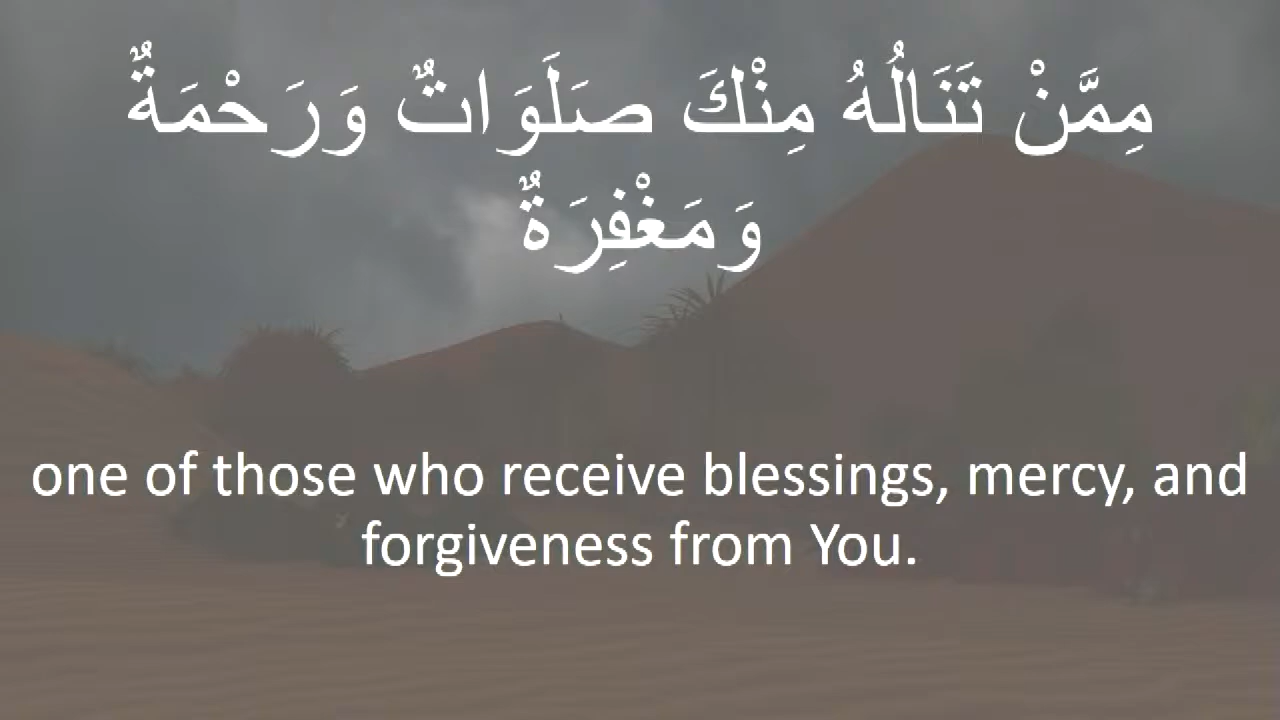 مِمَّنْ تَنَالُهُ مِنْكَ صَلَوَاتٌ وَرَحْمَةٌ
وَمَغْفِرَةٌ
one of those who receive blessings, mercy, and
forgiveness from You.